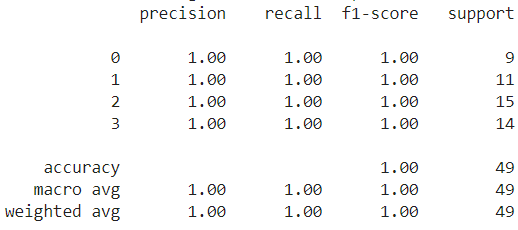 precision recall f1-score support
0 1.00 1.00 1.00 9
1 1.00 1.00 1.00 11
2 1.00 1.00 1.00 15
3 1.00 1.00 1.00 14
accuracy 1.00 49
macro avg 1.00 1.00 1.00 49
weighted avg 1.00 1.00 1.00 49